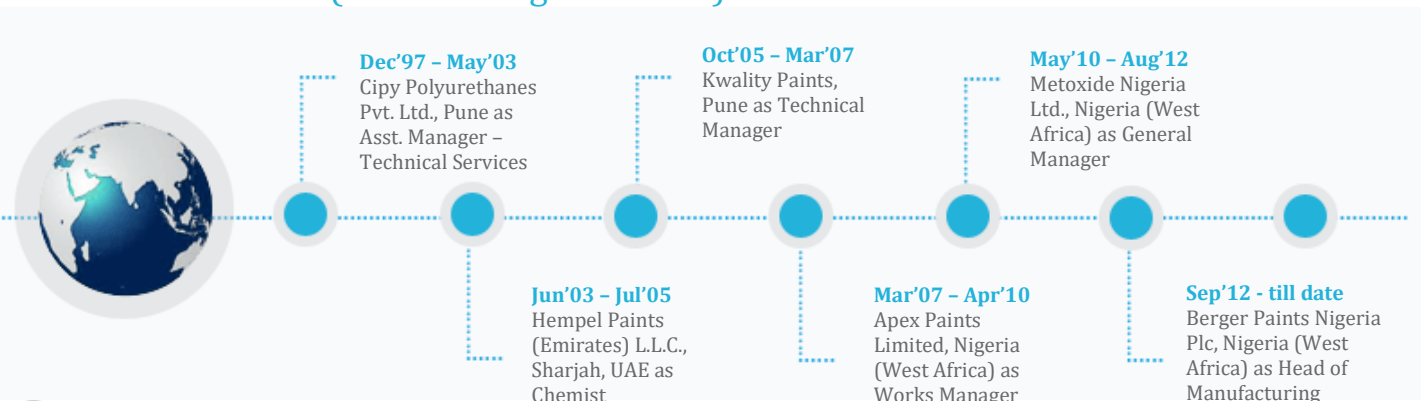 Dec’97 – May’03
Cipy Polyurethanes
Pvt. Ltd., Pune as
Asst. Manager –
Technical Services
Jun’03 – Jul’05
Hempel Paints
(Emirates) L.L.C.,
Sharjah, UAE as
Chemist
Oct’05 – Mar’07
Kwality Paints,
Pune as Technical
Manager
Mar’07 – Apr’10
Apex Paints
Limited, Nigeria
(West Africa) as
Works Manager
May’10 – Aug’12
Metoxide Nigeria
Ltd., Nigeria (West
Africa) as General
Manager
Sep’12 - till date
Berger Paints Nigeria
Plc, Nigeria (West
Africa) as Head of
Manufacturing